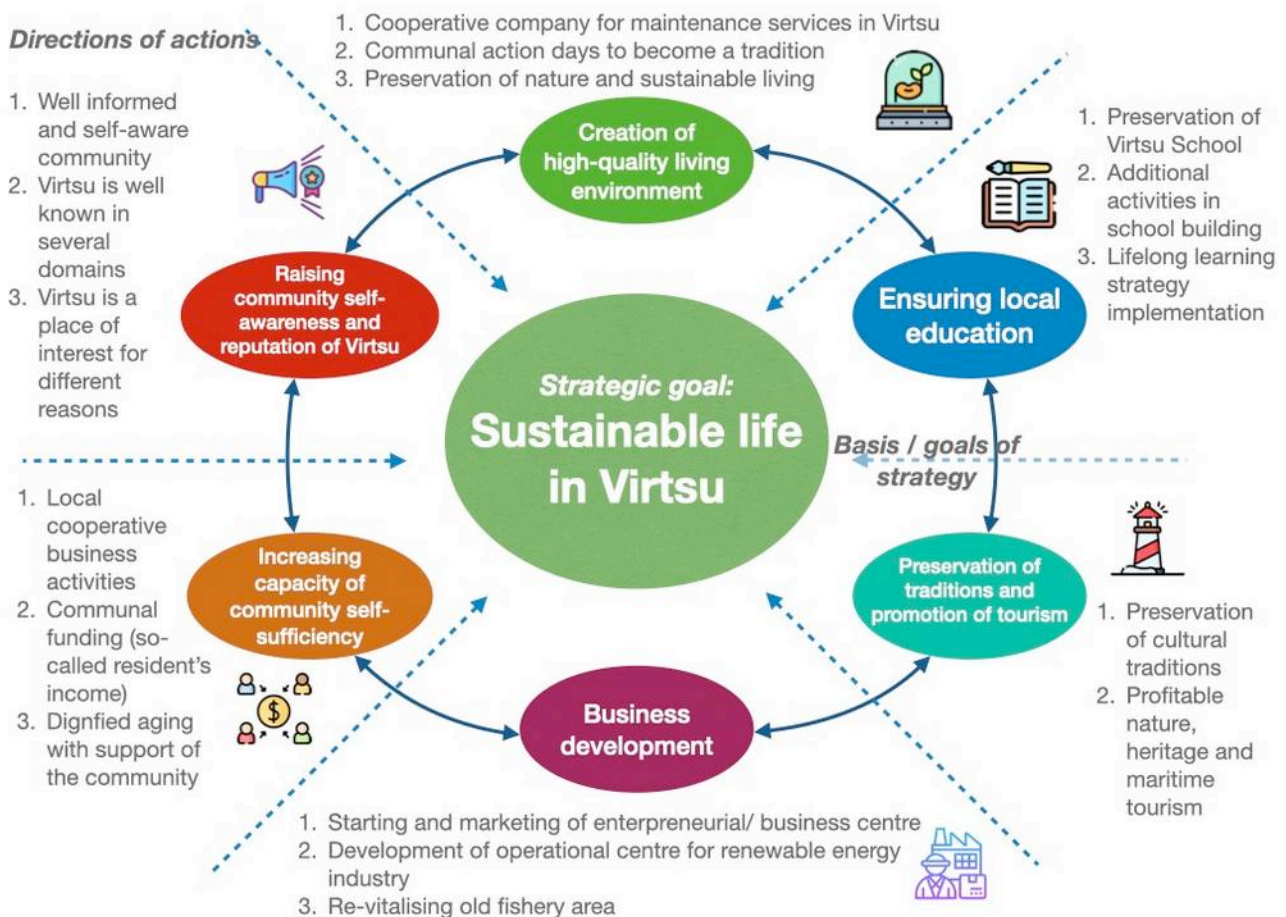 Directions of actions
1. Cooperative company for maintenance services in Virtsu
2. Communal action days to become a tradition
3. Preservation of nature and sustainable living
1. Well informed
and self-aware
community
2. Virtsu is well
known in
several
domains
3. Virtsu is a
place of
interest for
different
reasons
Creation of
high-quality living
environment
1. Preservation of
Virtsu School
2. Additional
activities in
school building
3. Lifelong learning
strategy
implementation
Raising
community self-
awareness and
reputation of Virtsu
Ensuring local
education
Strategic goal:
Sustainable life
in Virtsu
Basis / goals of
strategy
1. Local
cooperative
business
activities
2. Communal
funding (so-
called resident's
income)
3. Dignfied aging
with support of
the community
Increasing
capacity of
community self-
sufficiency
Preservation of
traditions and
promotion of tourism
1. Preservation
of cultural
traditions
2. Profitable
nature,
heritage and
maritime
tourism
Business
development
$
1. Starting and marketing of enterpreneurial/ business centre
2. Development of operational centre for renewable energy
industry
3. Re-vitalising old fishery area